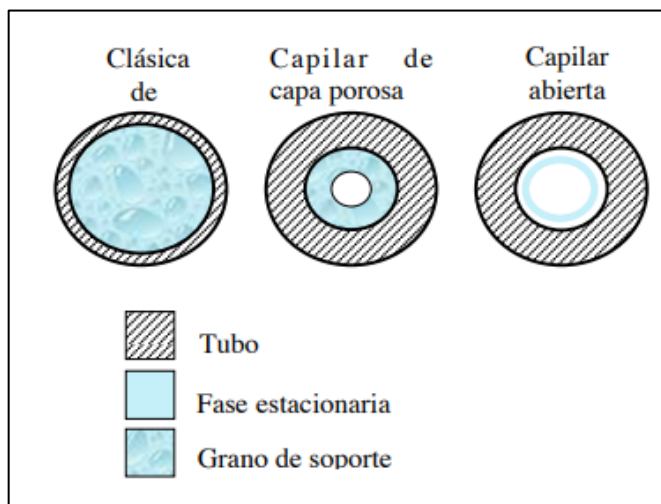 Clásica
de
Capilar de
capa porosa
Capilar
abierta
Tubo
Fase estacionaria
Grano de soporte